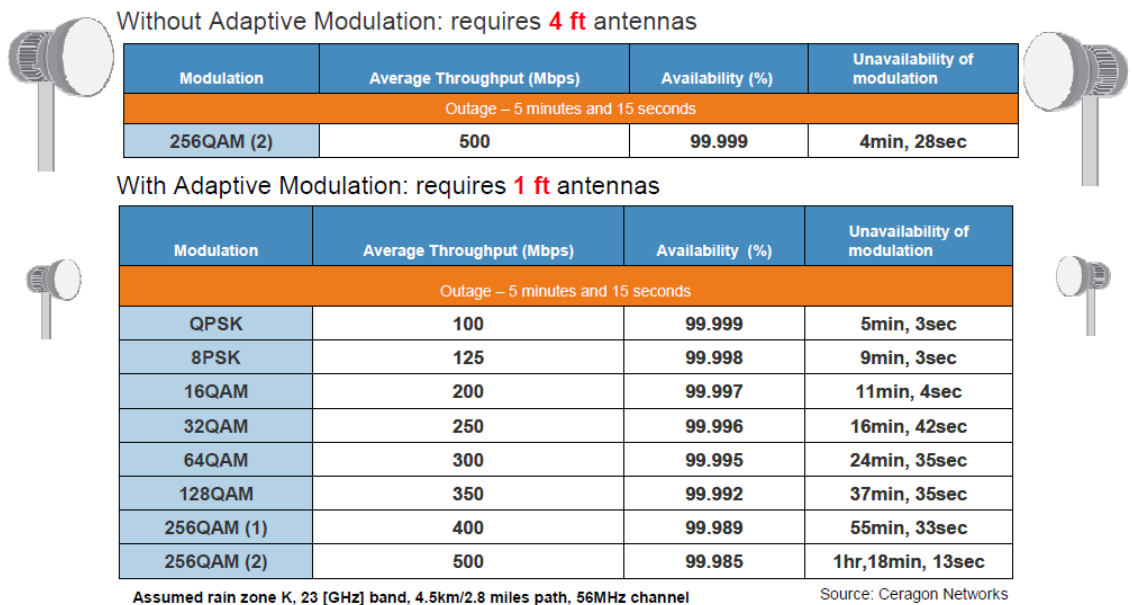 Without Adaptive Modulation: requires 4 ft antennas
Modulation Average Throughput (Mbps) Availability (%) Unavailability of modulation
Outage – 5 minutes and 15 seconds
256QAM (2) 500 99.999 4min, 28sec
With Adaptive Modulation: requires 1 ft antennas
Modulation Average Throughput (Mbps) Availability (%) Unavailability of modulation
Outage – 5 minutes and 15 seconds
QPSK 100 99.999 5min, 3sec
8PSK 125 99.998 9min, 3sec
16QAM 200 99.997 11min, 4sec
32QAM 250 99.996 16min, 42sec
64QAM 300 99.995 24min, 35sec
128QAM 350 99.992 37min, 35sec
256QAM (1) 400 99.989 55min, 33sec
256QAM (2) 500 99.985 1hr,18min, 13sec
Assumed rain zone K, 23 [GHz] band, 4.5km/2.8 miles path, 56MHz channel
Source: Ceragon Networks